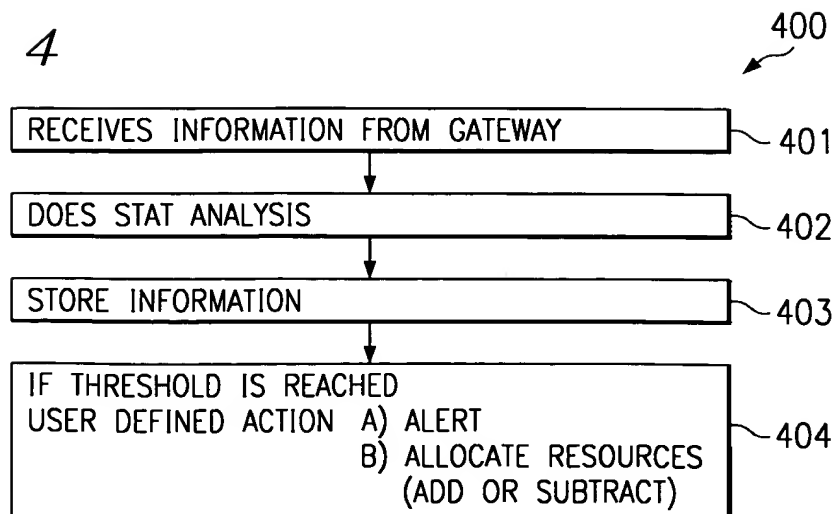 4
400
RECEIVES INFORMATION FROM GATEWAY
401
DOES STAT ANALYSIS
402
STORE INFORMATION
403
IF THRESHOLD IS REACHED
USER DEFINED ACTION A) ALERT
B) ALLOCATE RESOURCES
(ADD OR SUBTRACT)
404